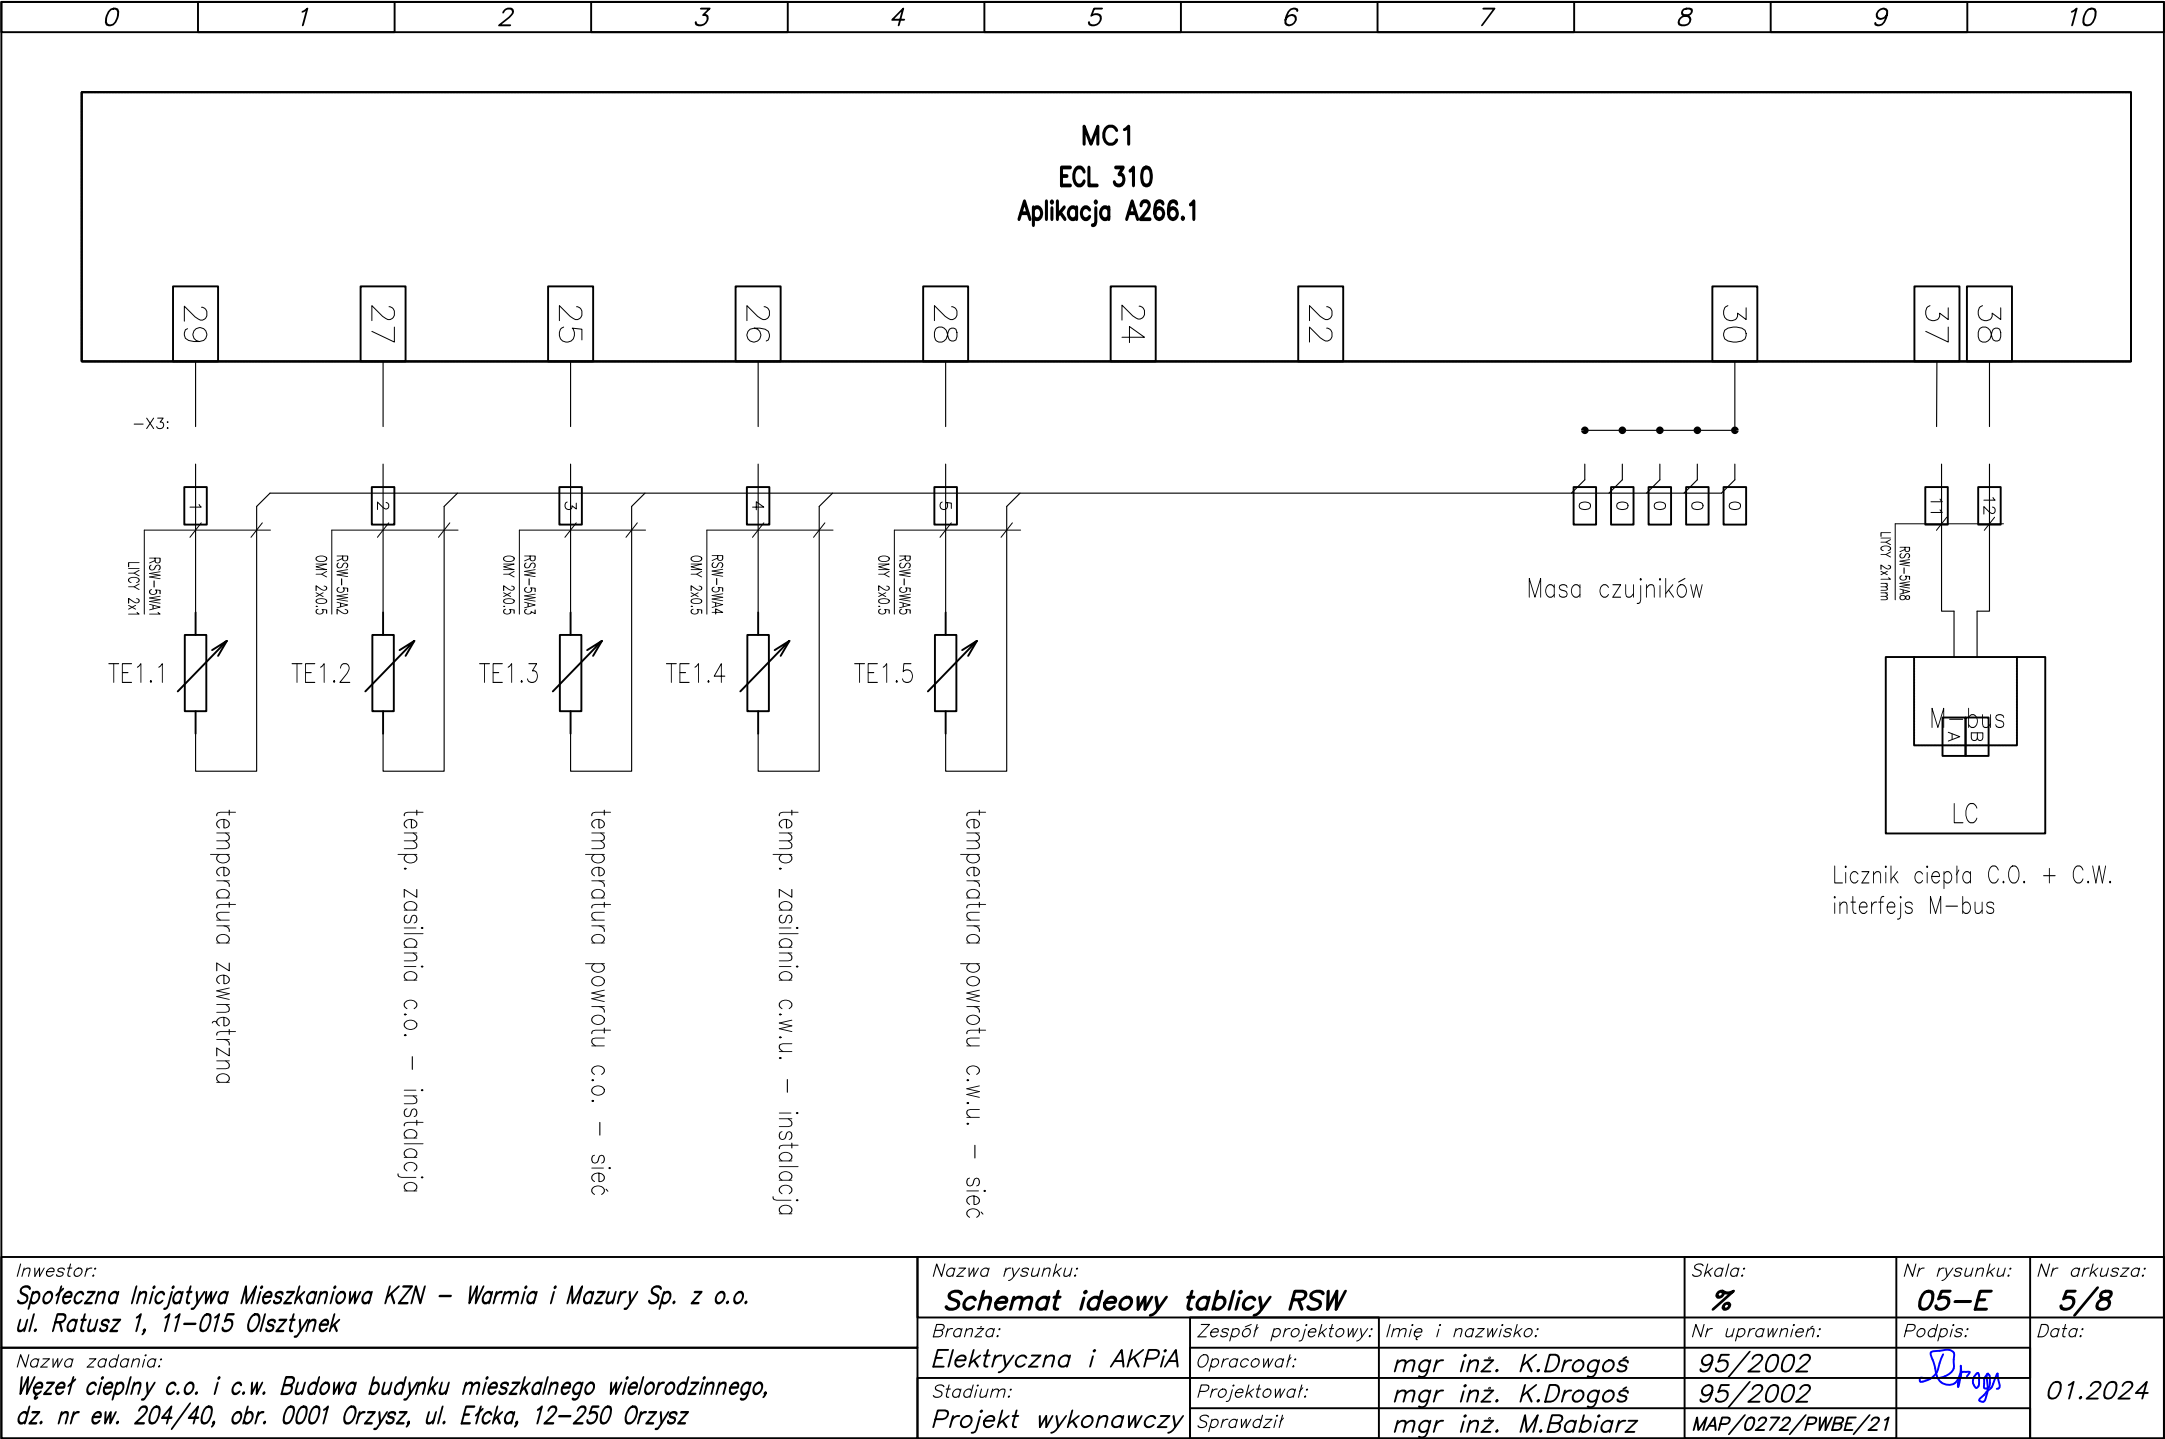 0 1 2 3 4 5 6 7 8 9 10
MC1
ECL 310
Aplikacja A266.1
29 27 25 26 28 24 22 30 37 38
-X3:
1 2 3 4 5 0 0 0 0 0 11 12
RSW-5WA1
LIYCY 2x1
RSW-5WA2
OMY 2x0.5
RSW-5WA3
OMY 2x0.5
RSW-5WA4
OMY 2x0.5
RSW-5WA5
OMY 2x0.5
Masa czujników
RSW-5WA8
LIYCY 2x1mm
TE1.1 TE1.2 TE1.3 TE1.4 TE1.5
M-bus
A B
LC
Licznik ciepła C.O. + C.W.
interfejs M-bus
temperatura zewnętrzna
temp. zasilania c.o. - instalacja
temperatura powrotu c.o. - sieć
temp. zasilania c.w.u. - instalacja
temperatura powrotu c.w.u. - sieć
Inwestor:
Społeczna Inicjatywa Mieszkaniowa KZN - Warmia i Mazury Sp. z o.o.
ul. Ratusz 1, 11-015 Olsztynek
Nazwa zadania:
Węzeł cieplny c.o. i c.w. Budowa budynku mieszkalnego wielorodzinnego,
dz. nr ew. 204/40, obr. 0001 Orzysz, ul. Ełcka, 12-250 Orzysz
Nazwa rysunku:
Schemat ideowy tablicy RSW
Skala:
%
Nr rysunku:
05-E
Nr arkusza:
5/8
Branża:
Elektryczna i AKPiA
Stadium:
Projekt wykonawczy
Zespół projektowy: Imię i nazwisko: Nr uprawnień: Podpis:
Opracował: mgr inż. K.Drogoś 95/2002
Projektował: mgr inż. K.Drogoś 95/2002
Sprawdził mgr inż. M.Babiarz MAP/0272/PWBE/21
Data:
01.2024